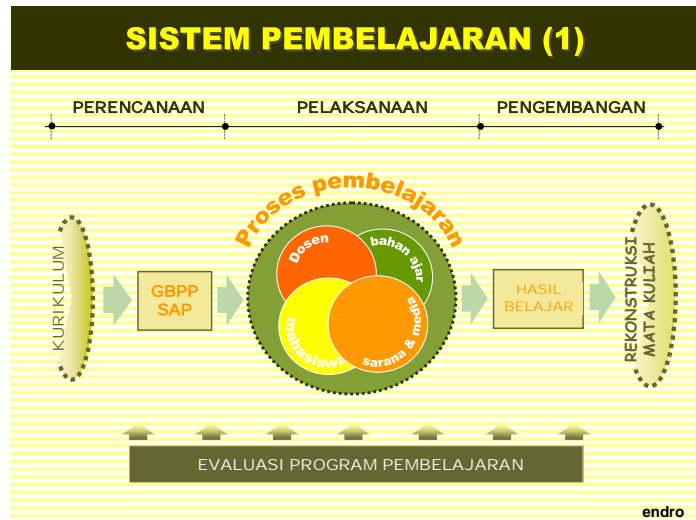 SISTEM PEMBELAJARAN (1)
PERENCANAAN
PELAKSANAAN
PENGEMBANGAN
Proses pembelajaran
KURIKULUM
GBPP
SAP
Dosen
bahan ajar
mahasiswa
sarana & media
HASIL
BELAJAR
REKONSTRUKSI
MATA KULIAH
EVALUASI PROGRAM PEMBELAJARAN
endro